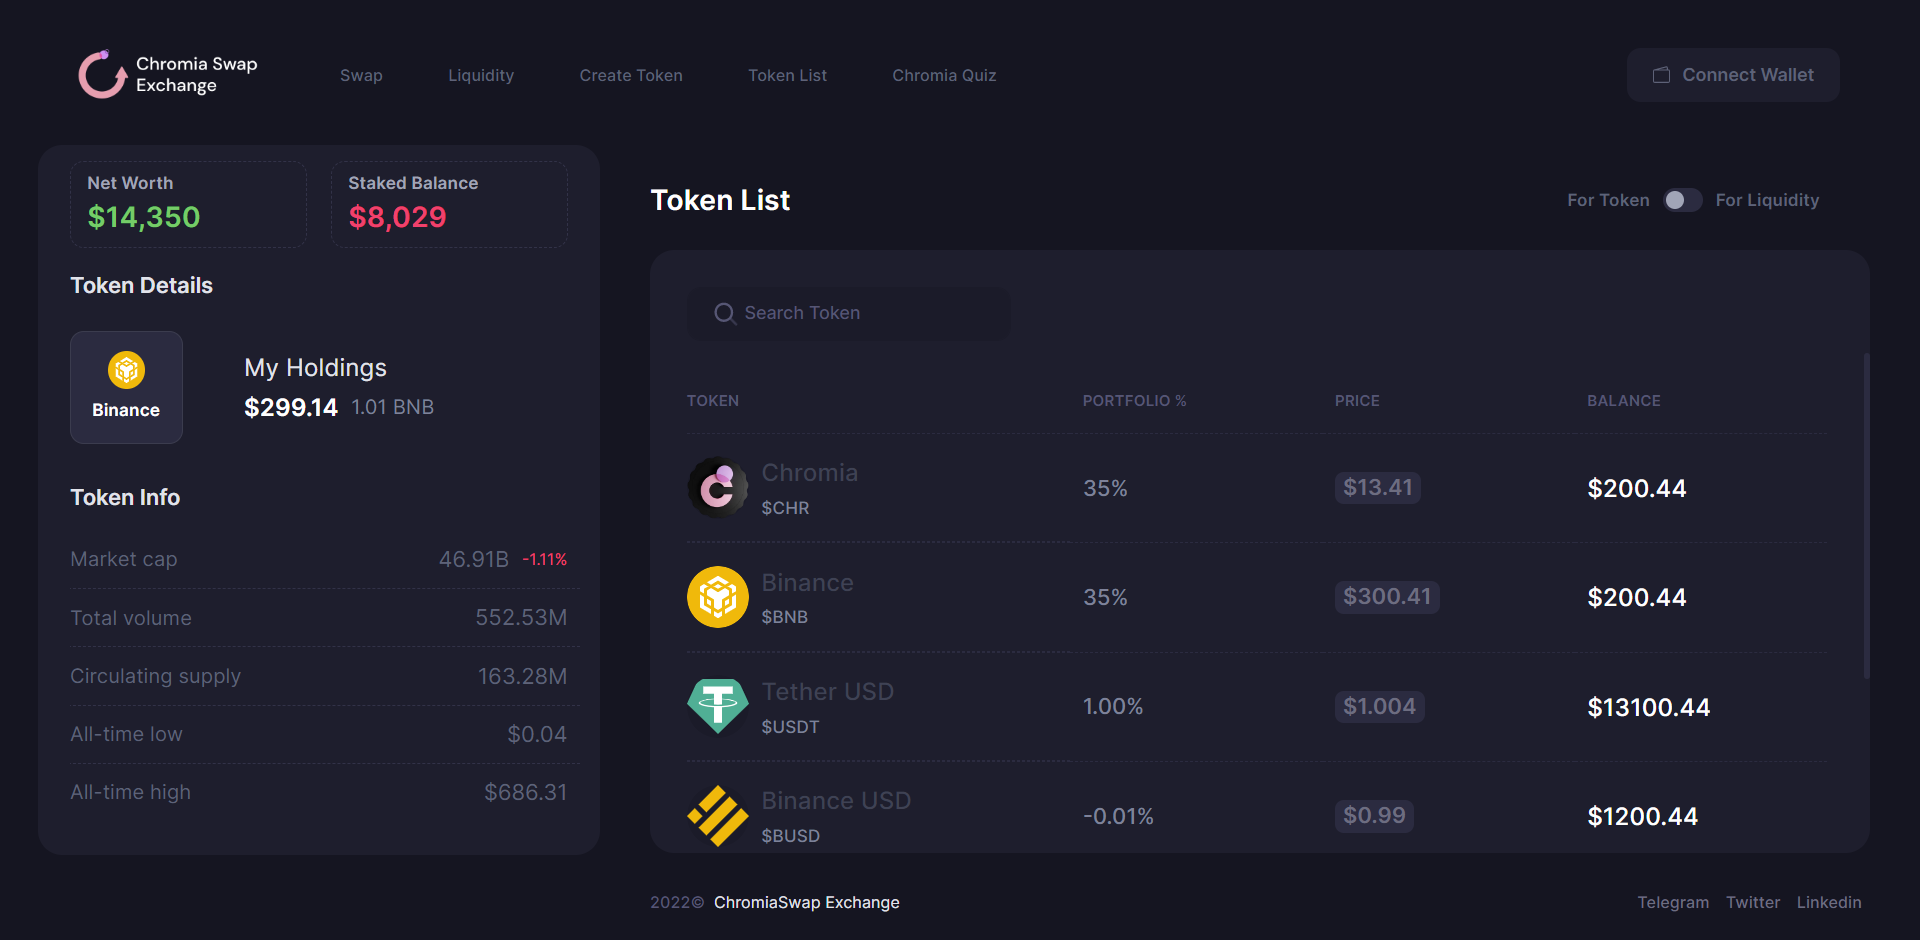 Chromia Swap
Exchange
Swap
Liquidity
Create Token
Token List
Chromia Quiz
Connect Wallet
Net Worth
$14,350
Staked Balance
$8,029
Token Details
Binance
My Holdings
$299.14 1.01 BNB
Token Info
Market cap 46.91B -1.11%
Total volume 552.53M
Circulating supply 163.28M
All-time low $0.04
All-time high $686.31
Token List
For Token For Liquidity
Search Token
TOKEN PORTFOLIO % PRICE BALANCE
Chromia
$CHR
35% $13.41 $200.44
Binance
$BNB
35% $300.41 $200.44
Tether USD
$USDT
1.00% $1.004 $13100.44
Binance USD
$BUSD
-0.01% $0.99 $1200.44
2022© ChromiaSwap Exchange
Telegram Twitter Linkedin